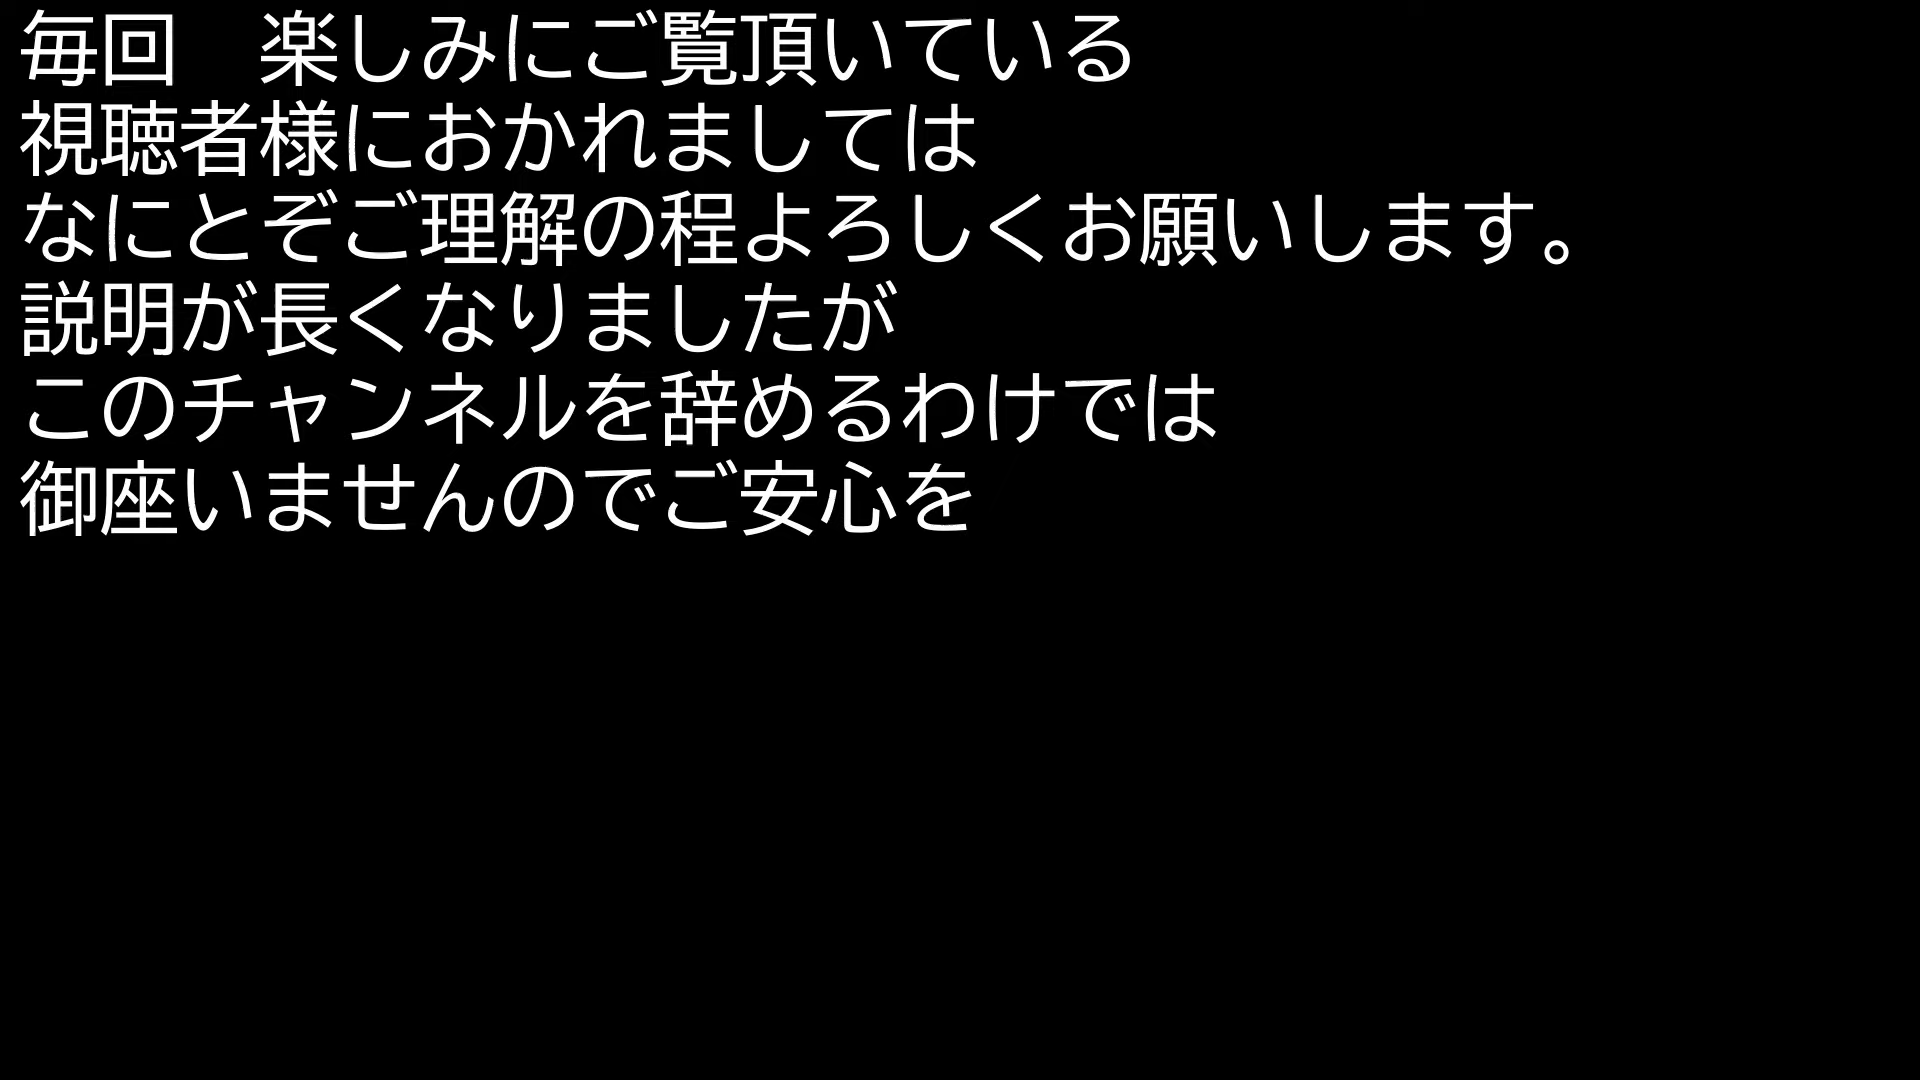 毎回　楽しみにご覧頂いている
視聴者様におかれましては
なにとぞご理解の程よろしくお願いします。
説明が長くなりましたが
このチャンネルを辞めるわけでは
御座いませんのでご安心を